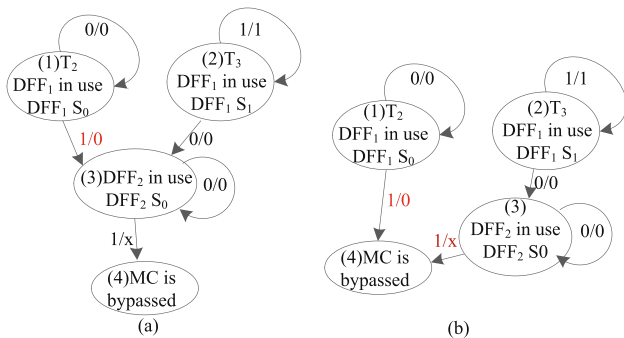 0/0
1/1
(1)T₂
DFF₁ in use
DFF₁ S₀
(2)T₃
DFF₁ in use
DFF₁ S₁
1/0
0/0
(3)DFF₂ in use
DFF₂ S₀
0/0
1/x
(4)MC is
bypassed
(a)
0/0
1/1
(1)T₂
DFF₁ in use
DFF₁ S₀
(2)T₃
DFF₁ in use
DFF₁ S₁
1/0
0/0
(3)
DFF₂ in use
DFF₂ S0
0/0
1/x
(4)MC is
bypassed
(b)